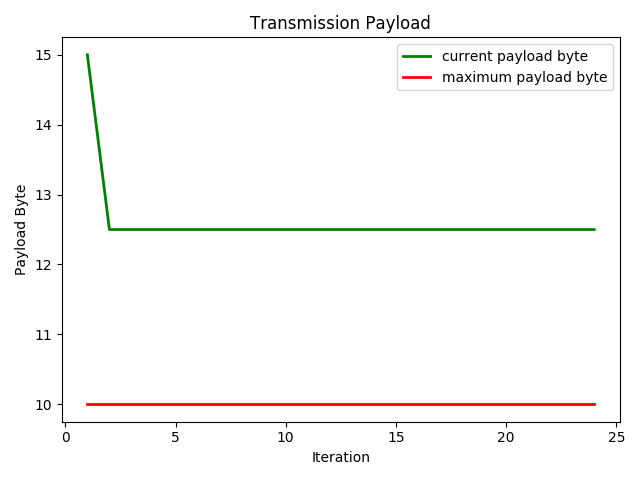 Transmission Payload
current payload byte
maximum payload byte
Payload Byte
15
14
13
12
11
10
0 5 10 15 20 25
Iteration